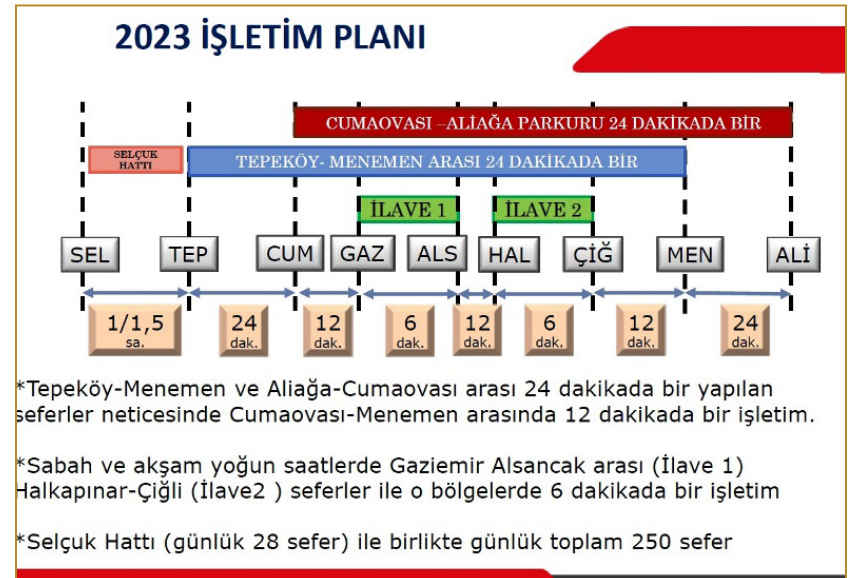 2023 İŞLETİM PLANI
CUMAOVASI –ALİAĞA PARKURU 24 DAKİKADA BİR
SELÇUK
HATTI
TEPEKÖY- MENEMEN ARASI 24 DAKİKADA BİR
İLAVE 1 İLAVE 2
SEL TEP CUM GAZ ALS HAL ÇİĞ MEN ALİ
1/1,5 24 12 6 12 6 12 24
sa. dak. dak. dak. dak. dak. dak. dak.
*Tepeköy-Menemen ve Aliağa-Cumaovası arası 24 dakikada bir yapılan
seferler neticesinde Cumaovası-Menemen arasında 12 dakikada bir işletim.
*Sabah ve akşam yoğun saatlerde Gaziemir Alsancak arası (İlave 1)
Halkapınar-Çiğli (İlave2 ) seferler ile o bölgelerde 6 dakikada bir işletim
*Selçuk Hattı (günlük 28 sefer) ile birlikte günlük toplam 250 sefer